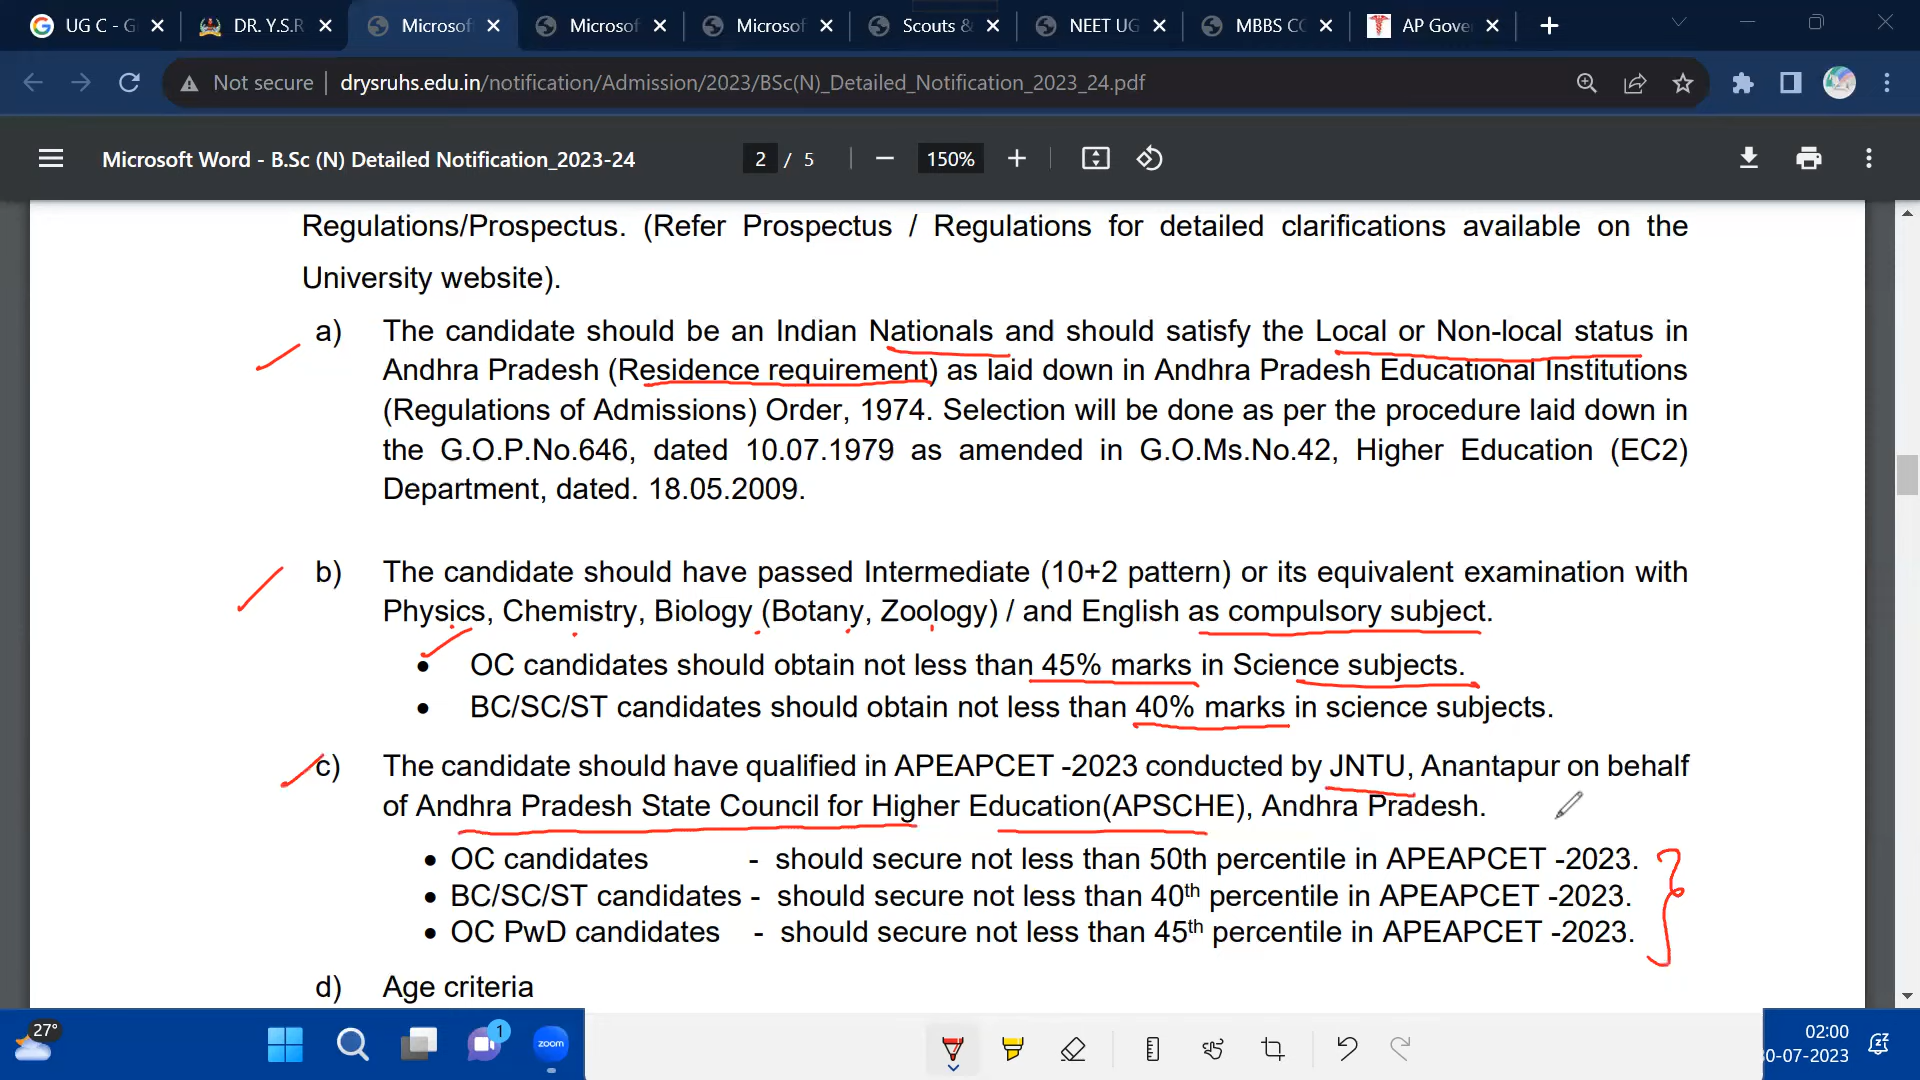 UG C - G
DR. Y.S.R
Microsof
Microsof
Microsof
Scouts &
NEET UG
MBBS CO
AP Gove
Not secure
drysruhs.edu.in/notification/Admission/2023/BSc(N)_Detailed_Notification_2023_24.pdf
Microsoft Word - B.Sc (N) Detailed Notification_2023-24
2 / 5
150%
Regulations/Prospectus. (Refer Prospectus / Regulations for detailed clarifications available on the
University website).
a) The candidate should be an Indian Nationals and should satisfy the Local or Non-local status in
Andhra Pradesh (Residence requirement) as laid down in Andhra Pradesh Educational Institutions
(Regulations of Admissions) Order, 1974. Selection will be done as per the procedure laid down in
the G.O.P.No.646, dated 10.07.1979 as amended in G.O.Ms.No.42, Higher Education (EC2)
Department, dated. 18.05.2009.
b) The candidate should have passed Intermediate (10+2 pattern) or its equivalent examination with
Physics, Chemistry, Biology (Botany, Zoology) / and English as compulsory subject.
• OC candidates should obtain not less than 45% marks in Science subjects.
• BC/SC/ST candidates should obtain not less than 40% marks in science subjects.
c) The candidate should have qualified in APEAPCET -2023 conducted by JNTU, Anantapur on behalf
of Andhra Pradesh State Council for Higher Education(APSCHE), Andhra Pradesh.
• OC candidates - should secure not less than 50th percentile in APEAPCET -2023.
• BC/SC/ST candidates - should secure not less than 40th percentile in APEAPCET -2023.
• OC PwD candidates - should secure not less than 45th percentile in APEAPCET -2023.
d) Age criteria
27°
1
zoom
02:00
0-07-2023